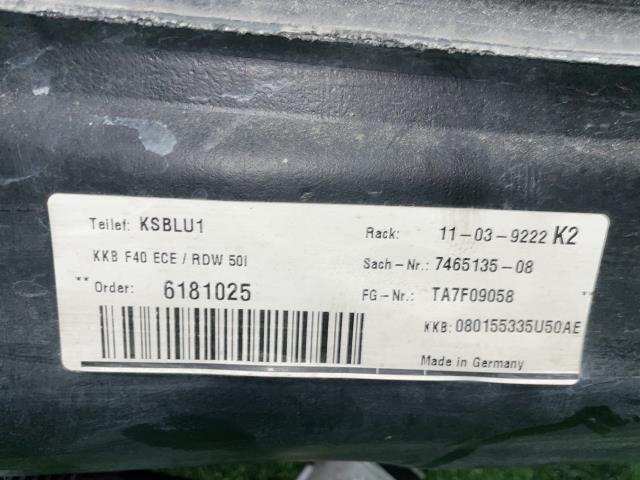 Teilef: KSBLU1
Rack: 11-03-9222 K2
KKB F40 ECE / RDW 50l
Sach-Nr.: 7465135-08
** Order: 6181025
FG-Nr.: TA7F09058 **
KKB: 080155335U50AE
Made in Germany